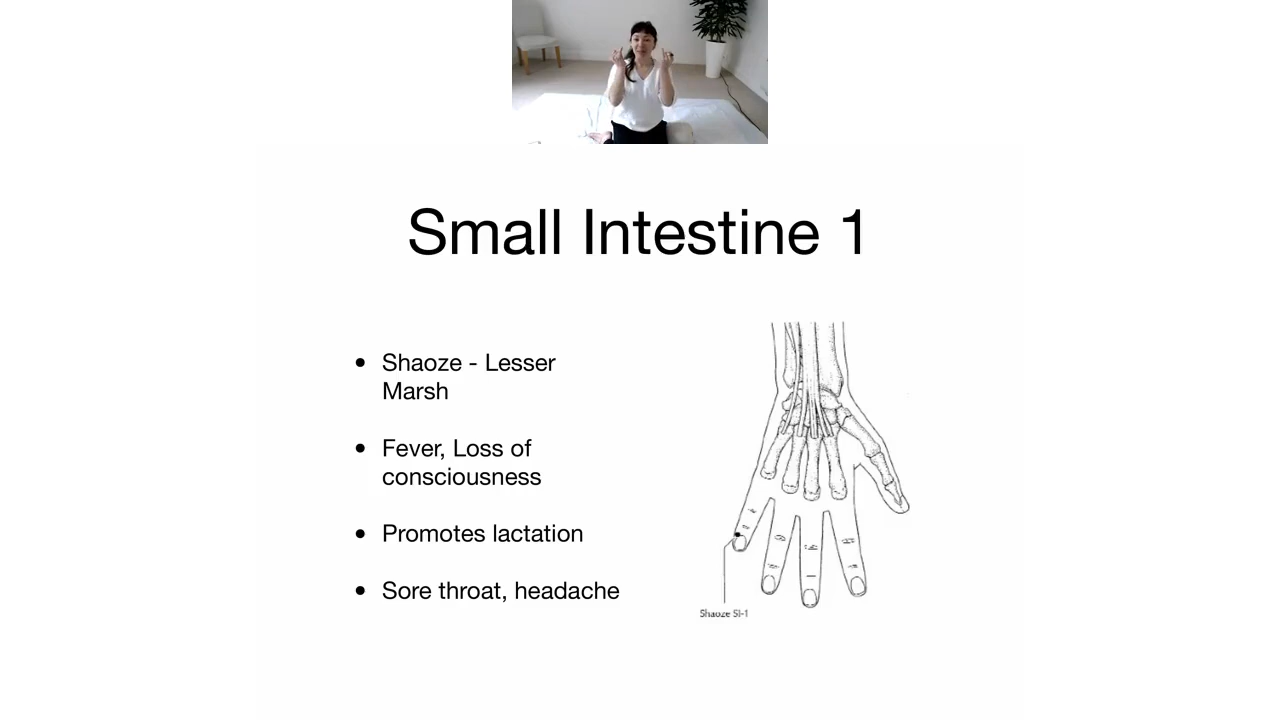 Small Intestine 1
• Shaoze - Lesser
Marsh
• Fever, Loss of
consciousness
• Promotes lactation
• Sore throat, headache
Shaoze SI-1